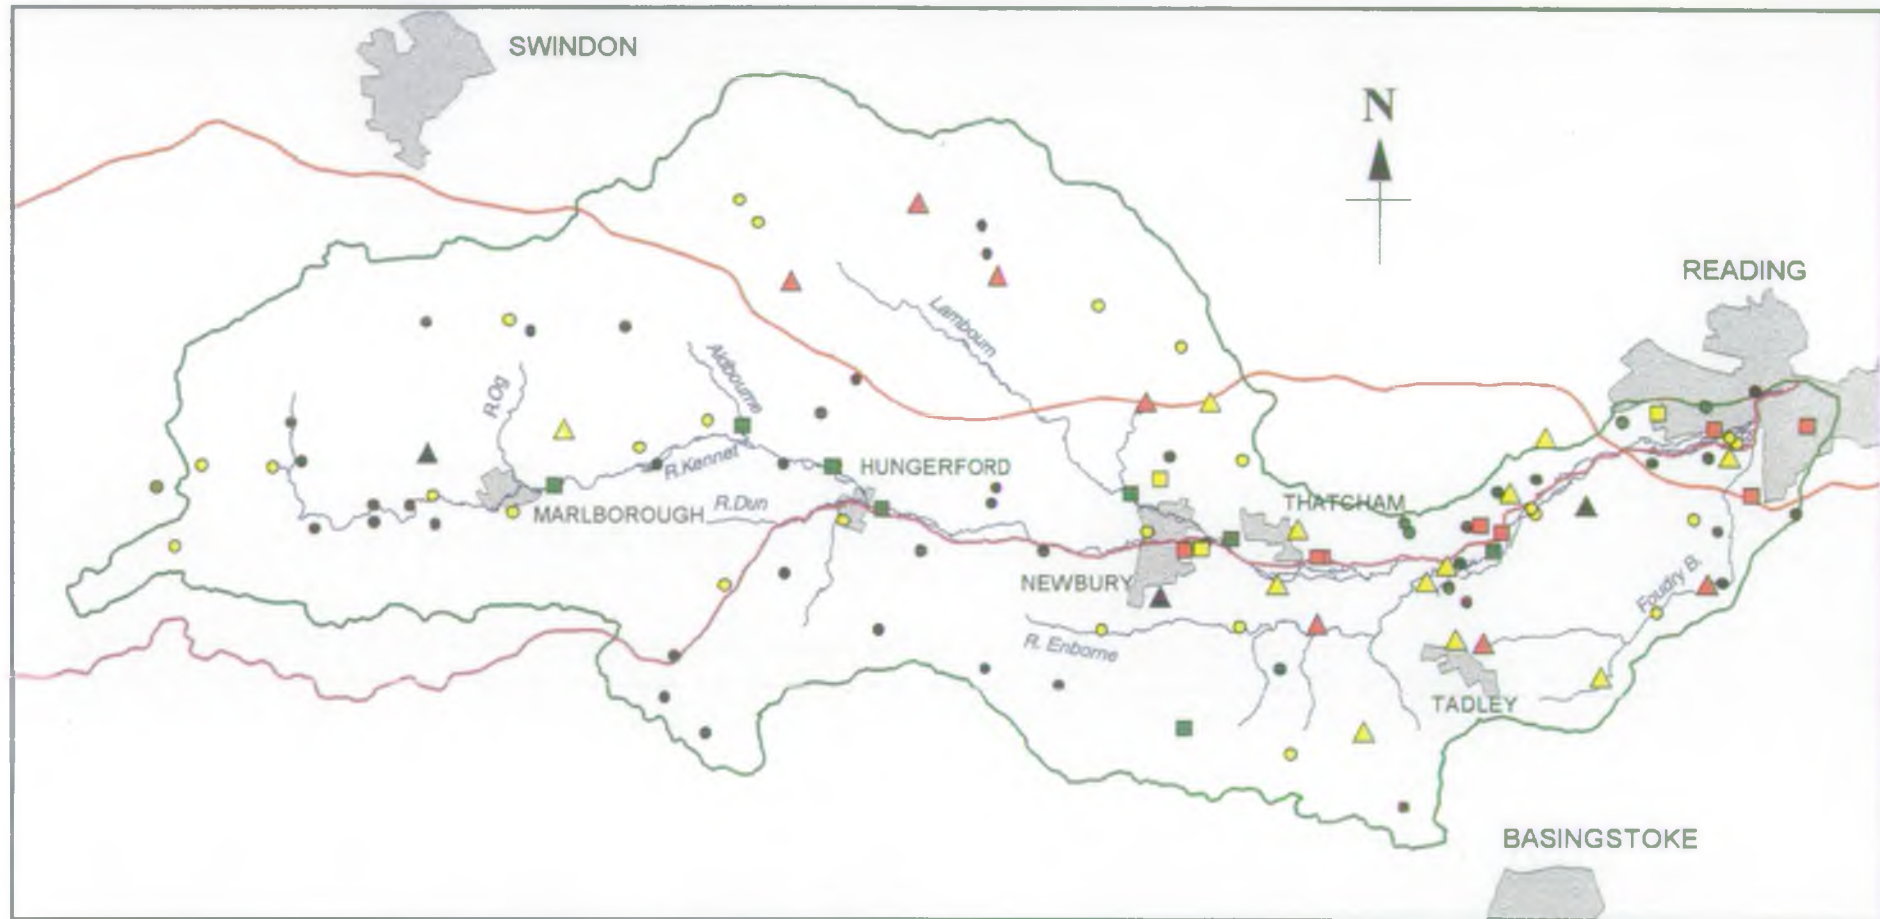 SWINDON
N
READING
Lambourn
Aldbourne
R.Og
R.Kennet
HUNGERFORD
THATCHAM
R.Dun
MARLBOROUGH
NEWBURY
Foudry B.
R. Enborne
TADLEY
BASINGSTOKE